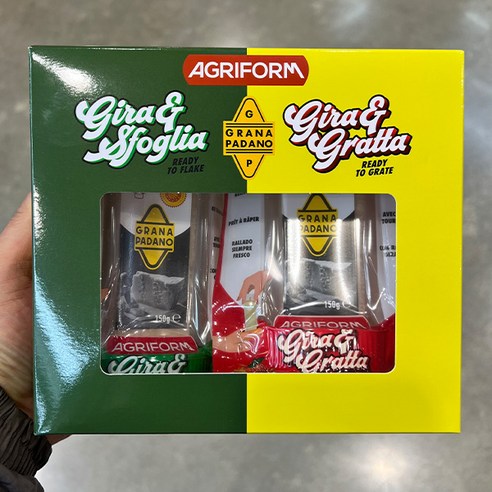 AGRIFORM
Gira &
Sfoglia
READY
TO FLAKE
G
GRANA
PADANO
P
Gira &
Gratta
READY
TO GRATE
GRANA
PADANO
150g e
AGRIFORM
Gira &
PRÊT À RÂPER
RALLADO
SIEMPRE
FRESCO
GRANA
PADANO
150g e
AVEC
AGRIFORM
Gira &
Gratta